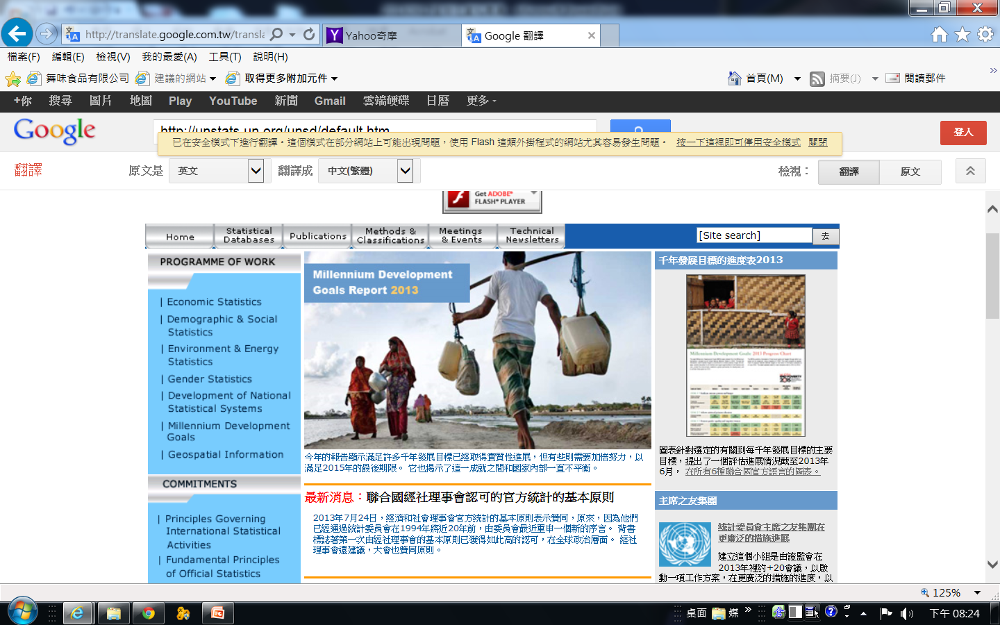 http://translate.google.com.tw/transla
Yahoo奇摩
Google 翻譯
檔案(F) 編輯(E) 檢視(V) 我的最愛(A) 工具(T) 說明(H)
舞味食品有限公司 建議的網站 取得更多附加元件
首頁(M) 摘要(J) 閱讀郵件
+你 搜尋 圖片 地圖 Play YouTube 新聞 Gmail 雲端硬碟 日曆 更多
Google
http://unstats.un.org/unsd/default.htm
登入
已在安全模式下進行翻譯。這個模式在部分網站上可能出現問題，使用 Flash 這類外掛程式的網站尤其容易發生問題。 按一下這裡即可停用安全模式 關閉
翻譯 原文是 英文 翻譯成 中文(繁體) 檢視： 翻譯 原文
Get ADOBE®
FLASH® PLAYER
Home
Statistical
Databases
Publications
Methods &
Classifications
Meetings
& Events
Technical
Newsletters
[Site search] 去
PROGRAMME OF WORK
| Economic Statistics
| Demographic & Social
Statistics
| Environment & Energy
Statistics
| Gender Statistics
| Development of National
Statistical Systems
| Millennium Development
Goals
| Geospatial Information
COMMITMENTS
| Principles Governing
International Statistical
Activities
| Fundamental Principles
of Official Statistics
Millennium Development
Goals Report 2013
今年的報告顯示滿足許多千年發展目標已經取得實質性進展，但有些則需要加倍努力，以
滿足2015年的最後期限。 它也揭示了這一成就之間和國家內部一直不平衡。
最新消息：聯合國經社理事會認可的官方統計的基本原則
2013年7月24日，經濟和社會理事會官方統計的基本原則表示贊同，原來，因為他們
已經通過統計委員會在1994年將近20年前，由委員會最近重申一個新的序言。 背書
標誌著第一次由經社理事會的基本原則已獲得如此高的認可，在全球政治層面。 經社
理事會還建議，大會也贊同原則。
千年發展目標的進度表2013
Millennium Development Goals: 2013 Progress Chart
圖表針對選定的有關到每千年發展目標的主要
目標，提出了一個評估進展情況截至2013年
6月， 在所有6種聯合國官方語言的圖表。
主席之友集團
統計委員會主席之友集團在
更廣泛的措施進展
建立這個小組是由證監會在
2013年裡約+20會議，以啟
動一項工作方案，在更廣泛的措施的進度，以
125%
桌面 媒
下午 08:24